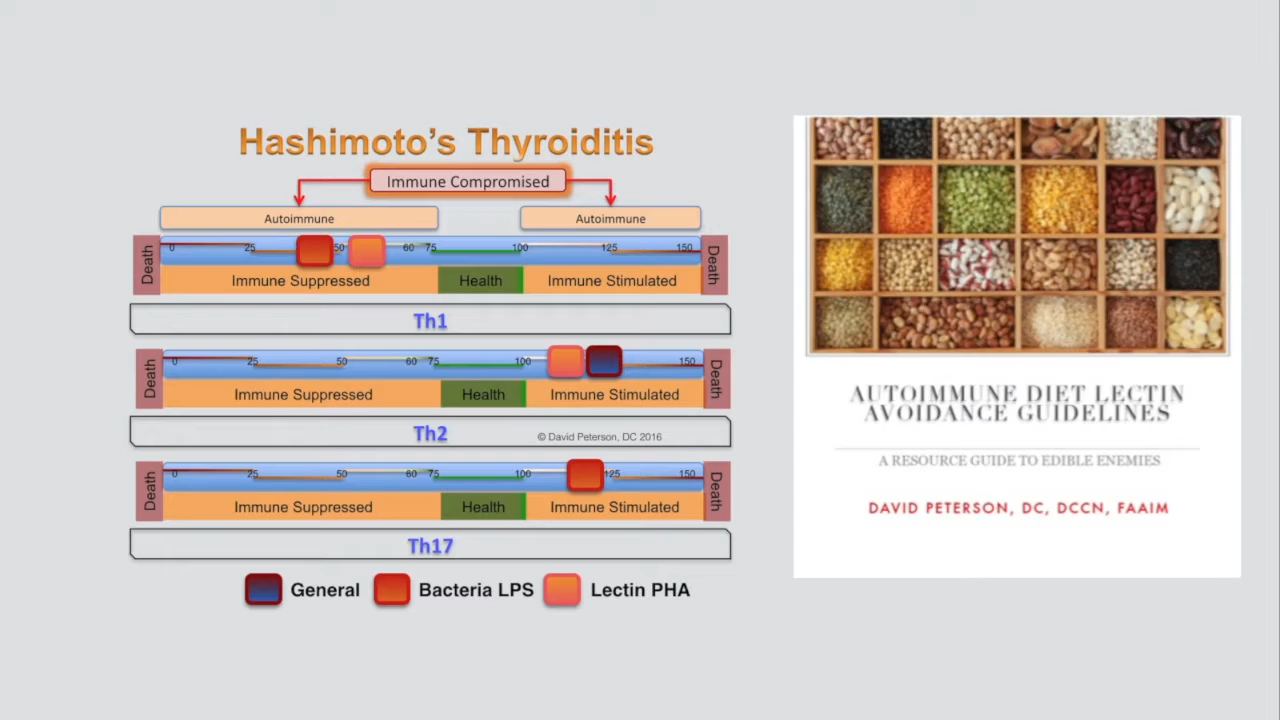 Hashimoto's Thyroiditis
Immune Compromised
Autoimmune
Autoimmune
Death
0 25 50 60 75 100 125 150
Death
Immune Suppressed
Health
Immune Stimulated
Th1
Death
0 25 50 60 75 100 150
Death
Immune Suppressed
Health
Immune Stimulated
Th2
© David Peterson, DC 2016
Death
0 25 50 60 75 100 125 150
Death
Immune Suppressed
Health
Immune Stimulated
Th17
General
Bacteria LPS
Lectin PHA
AUTOIMMUNE DIET LECTIN
AVOIDANCE GUIDELINES
A RESOURCE GUIDE TO EDIBLE ENEMIES
DAVID PETERSON, DC, DCCN, FAAIM